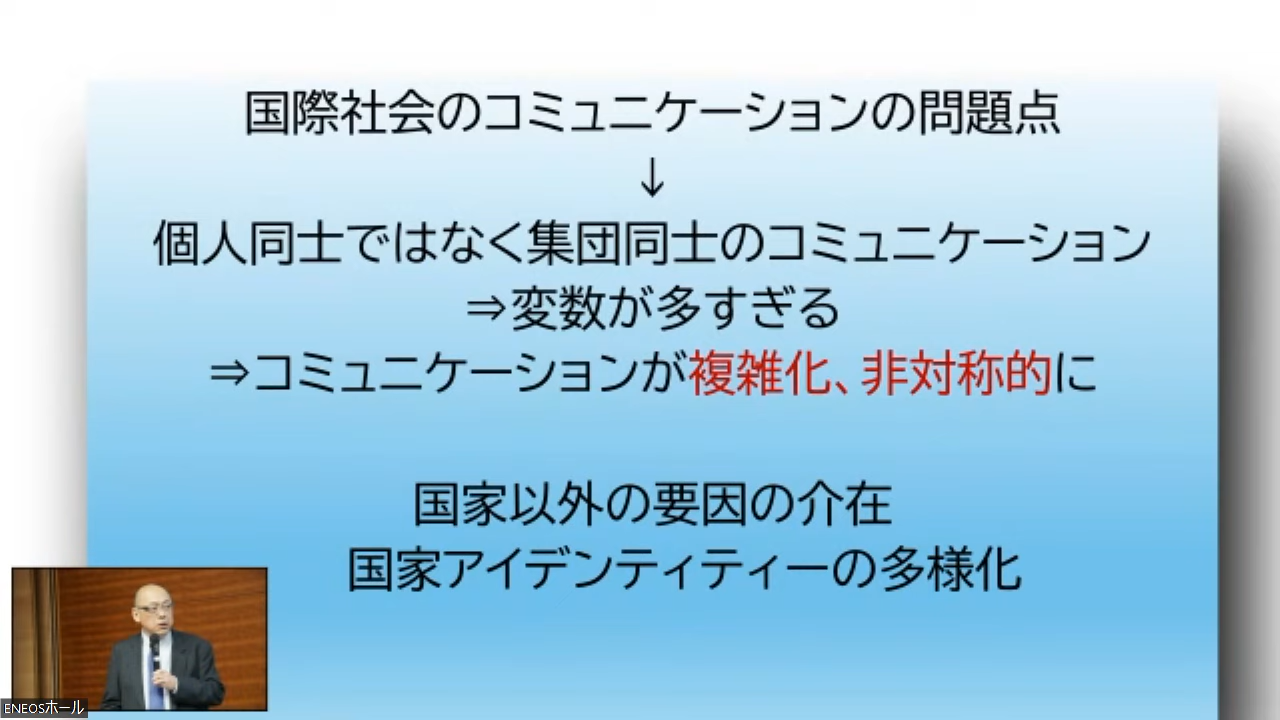 国際社会のコミュニケーションの問題点
↓
個人同士ではなく集団同士のコミュニケーション
⇒変数が多すぎる
⇒コミュニケーションが複雑化、非対称的に
国家以外の要因の介在
国家アイデンティティーの多様化
ENEOSホール